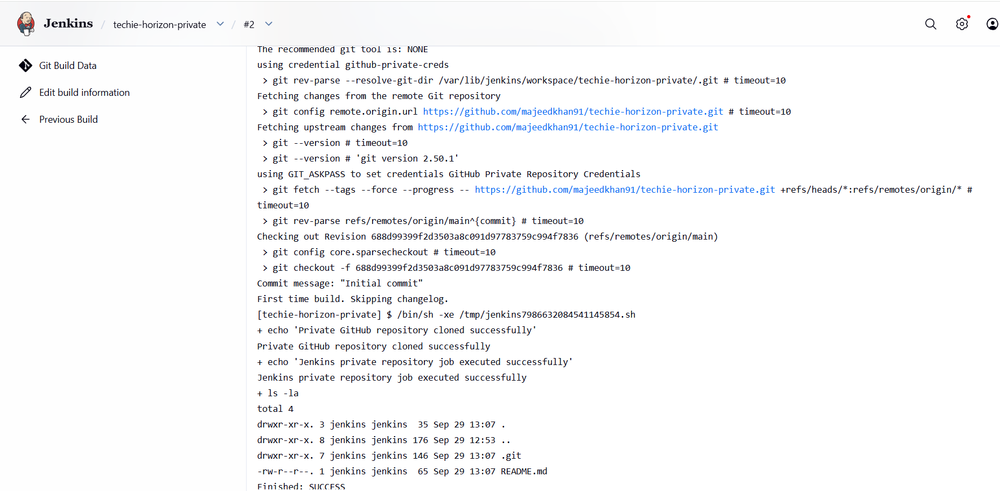 Jenkins / techie-horizon-private / #2
Git Build Data
Edit build information
Previous Build
The recommended git tool is: NONE
using credential github-private-creds
 > git rev-parse --resolve-git-dir /var/lib/jenkins/workspace/techie-horizon-private/.git # timeout=10
Fetching changes from the remote Git repository
 > git config remote.origin.url https://github.com/majeedkhan91/techie-horizon-private.git # timeout=10
Fetching upstream changes from https://github.com/majeedkhan91/techie-horizon-private.git
 > git --version # timeout=10
 > git --version # 'git version 2.50.1'
using GIT_ASKPASS to set credentials GitHub Private Repository Credentials
 > git fetch --tags --force --progress -- https://github.com/majeedkhan91/techie-horizon-private.git +refs/heads/*:refs/remotes/origin/* #
timeout=10
 > git rev-parse refs/remotes/origin/main^{commit} # timeout=10
Checking out Revision 688d99399f2d3503a8c091d97783759c994f7836 (refs/remotes/origin/main)
 > git config core.sparsecheckout # timeout=10
 > git checkout -f 688d99399f2d3503a8c091d97783759c994f7836 # timeout=10
Commit message: "Initial commit"
First time build. Skipping changelog.
[techie-horizon-private] $ /bin/sh -xe /tmp/jenkins7986632084541145854.sh
+ echo 'Private GitHub repository cloned successfully'
Private GitHub repository cloned successfully
+ echo 'Jenkins private repository job executed successfully'
Jenkins private repository job executed successfully
+ ls -la
total 4
drwxr-xr-x. 3 jenkins jenkins  35 Sep 29 13:07 .
drwxr-xr-x. 8 jenkins jenkins 176 Sep 29 12:53 ..
drwxr-xr-x. 7 jenkins jenkins 146 Sep 29 13:07 .git
-rw-r--r--. 1 jenkins jenkins  65 Sep 29 13:07 README.md
Finished: SUCCESS